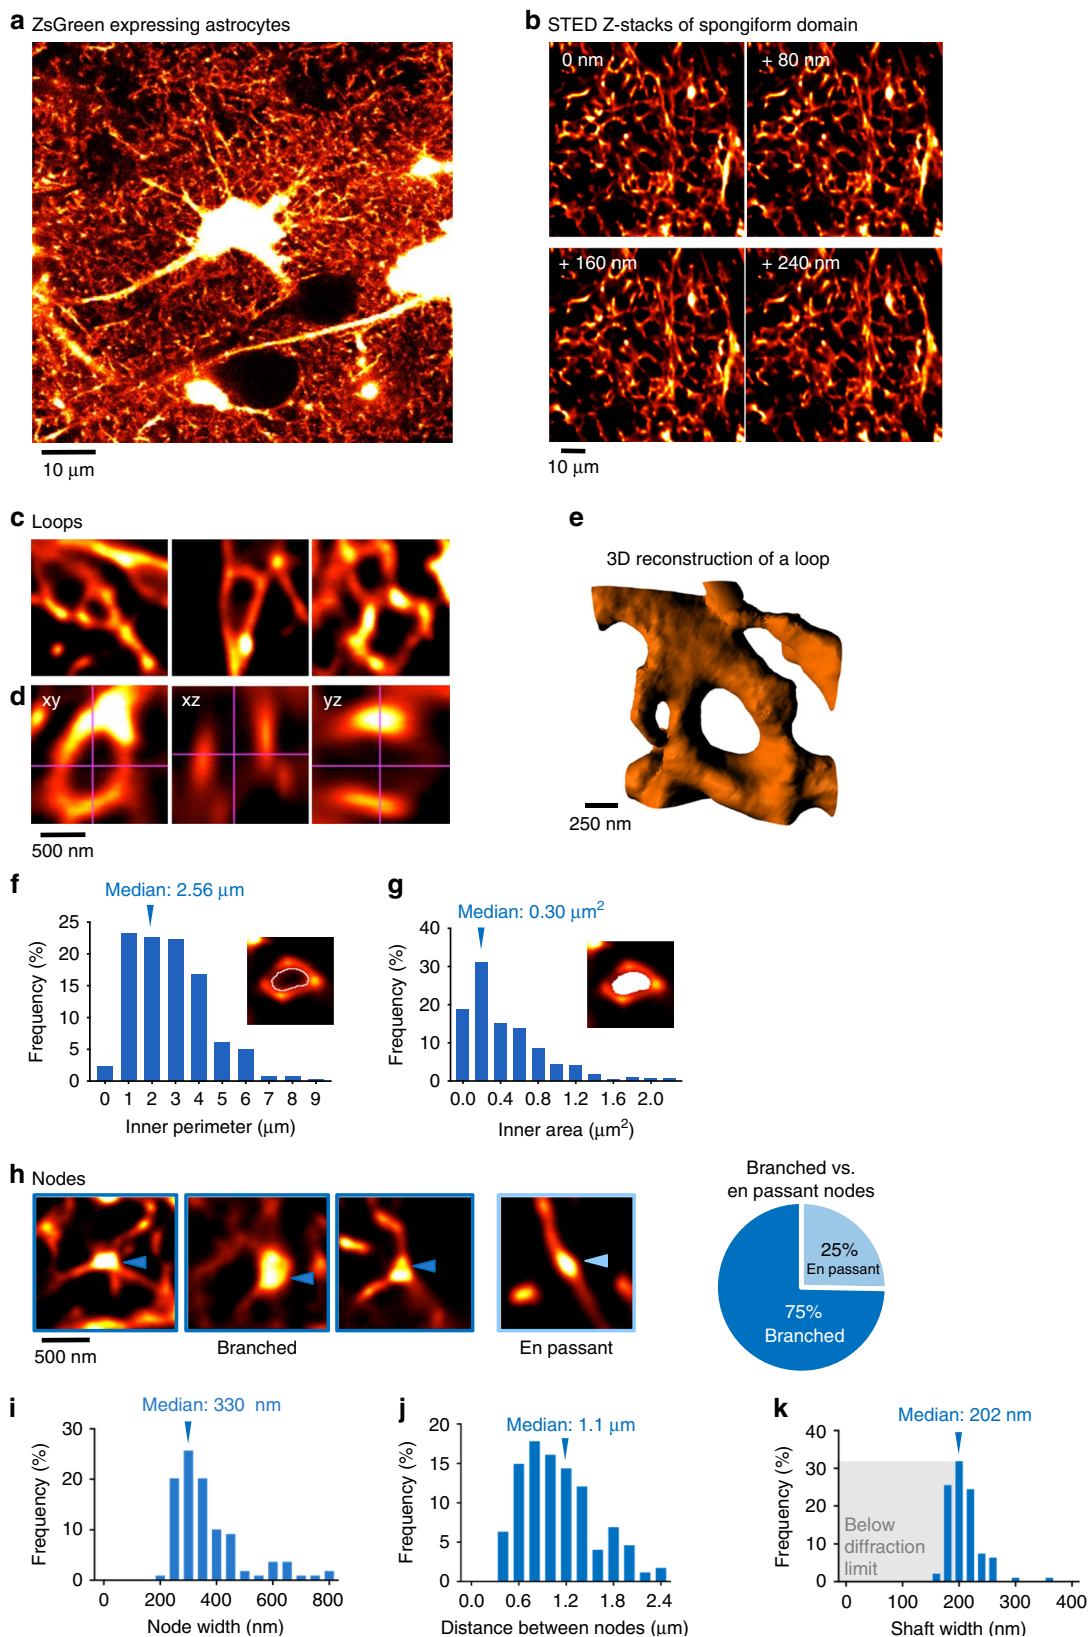 a ZsGreen expressing astrocytes
10 μm
b STED Z-stacks of spongiform domain
0 nm
+ 80 nm
+ 160 nm
+ 240 nm
10 μm
c Loops
d xy xz yz
500 nm
e
3D reconstruction of a loop
250 nm
f
Median: 2.56 μm
Frequency (%)
25
20
15
10
5
0
0 1 2 3 4 5 6 7 8 9
Inner perimeter (μm)
g
Median: 0.30 μm²
Frequency (%)
40
30
20
10
0
0.0 0.4 0.8 1.2 1.6 2.0
Inner area (μm²)
h Nodes
500 nm
Branched
En passant
Branched vs.
en passant nodes
25%
En passant
75%
Branched
i
Median: 330 nm
Frequency (%)
30
20
10
0
0 200 400 600 800
Node width (nm)
j
Median: 1.1 μm
Frequency (%)
20
15
10
5
0
0.0 0.6 1.2 1.8 2.4
Distance between nodes (μm)
k
Median: 202 nm
Frequency (%)
40
30
20
10
0
Below
diffraction
limit
0 200 400
Shaft width (nm)